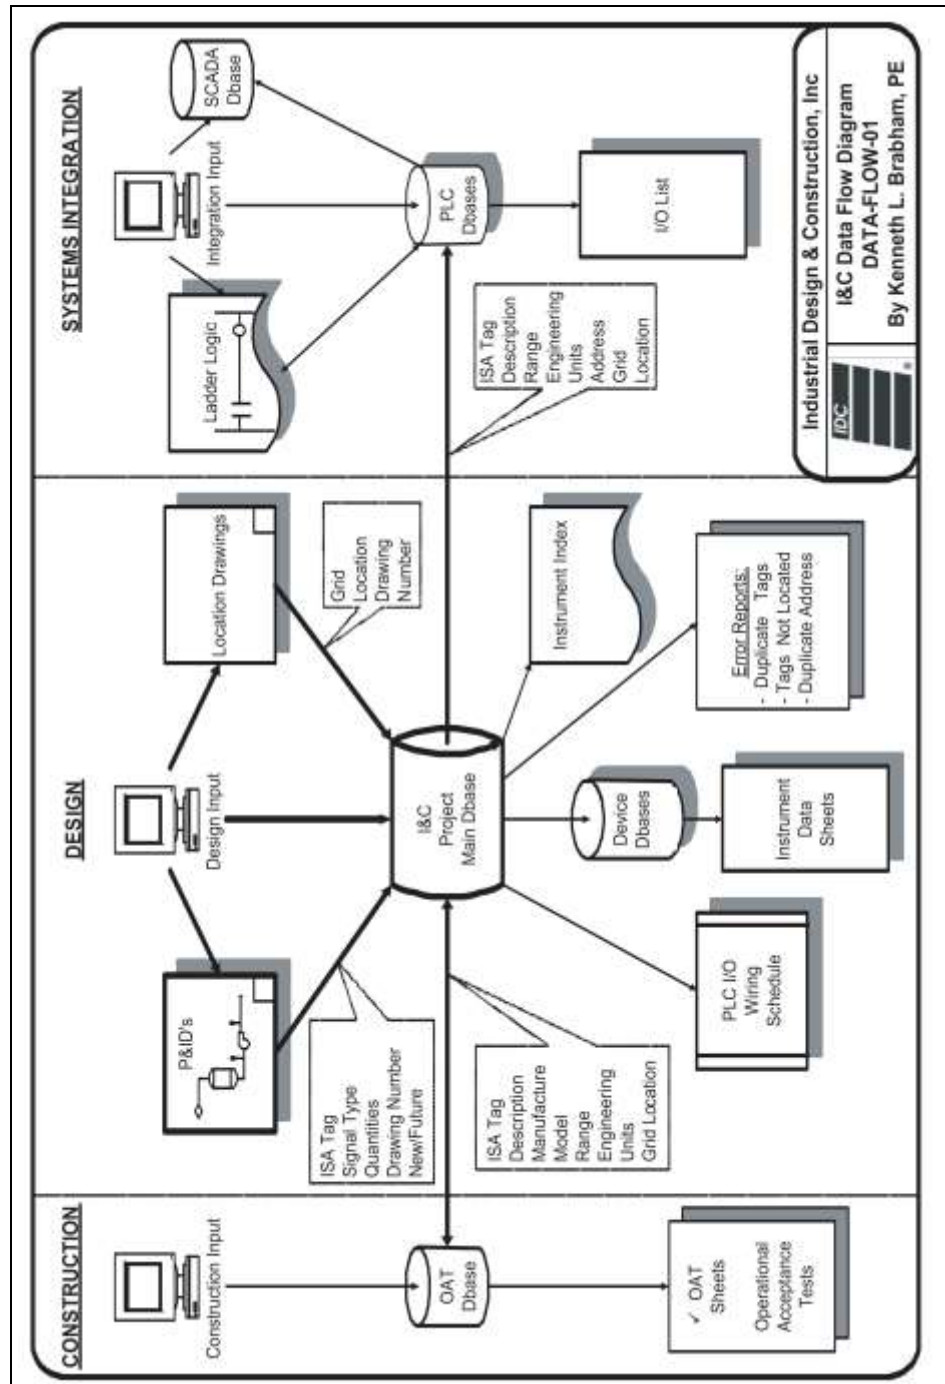 CONSTRUCTION
Construction Input
OAT
Dbase
✓ OAT
Sheets
Operational
Acceptance
Tests
DESIGN
P&ID's
Design Input
Location Drawings
ISA Tag
Signal Type
Quantities
Drawing Number
New/Future
Grid
Location
Drawing
Number
I&C
Project
Main Dbase
ISA Tag
Description
Manufacture
Model
Range
Engineering
Units
Grid Location
PLC I/O
Wiring
Schedule
Device
Dbases
Instrument
Data
Sheets
Instrument Index
Error Reports:
- Duplicate Tags
- Tags Not Located
- Duplicate Address
SYSTEMS INTEGRATION
Ladder Logic
Integration Input
SCADA
Dbase
PLC
Dbases
ISA Tag
Description
Range
Engineering
Units
Address
Grid
Location
I/O List
Industrial Design & Construction, Inc
IDC
®
I&C Data Flow Diagram
DATA-FLOW-01
By Kenneth L. Brabham, PE